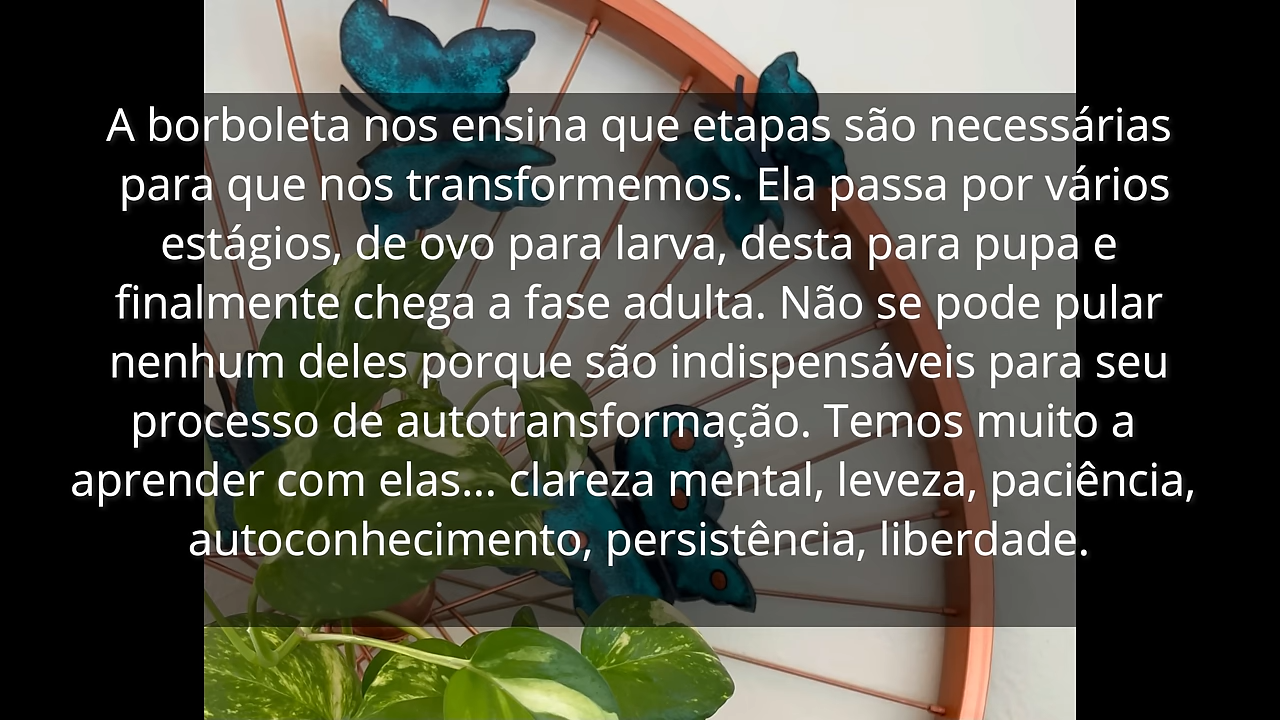 A borboleta nos ensina que etapas são necessárias
para que nos transformemos. Ela passa por vários
estágios, de ovo para larva, desta para pupa e
finalmente chega a fase adulta. Não se pode pular
nenhum deles porque são indispensáveis para seu
processo de autotransformação. Temos muito a
aprender com elas... clareza mental, leveza, paciência,
autoconhecimento, persistência, liberdade.